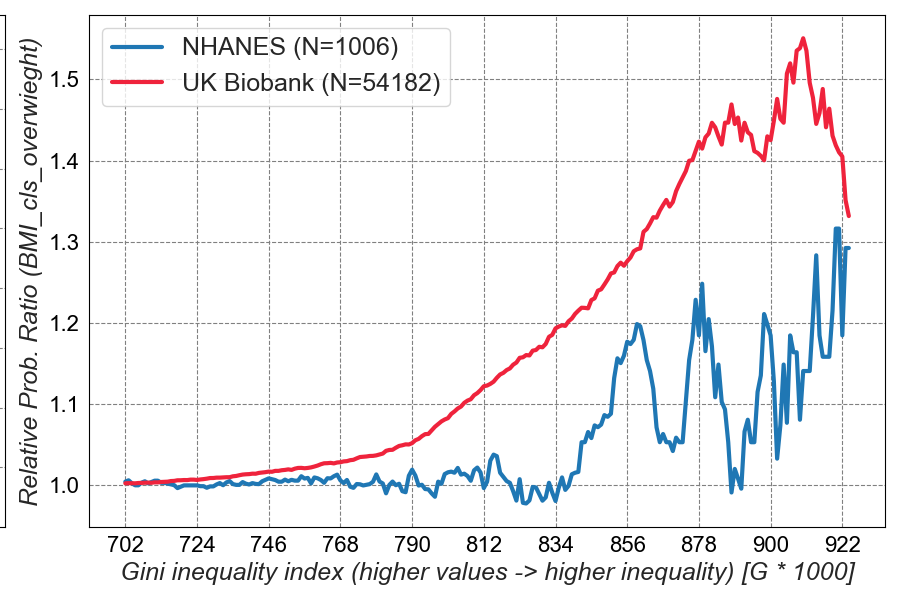 NHANES (N=1006)
UK Biobank (N=54182)
Relative Prob. Ratio (BMI_cls_overwieght)
1.5
1.4
1.3
1.2
1.1
1.0
702 724 746 768 790 812 834 856 878 900 922
Gini inequality index (higher values -> higher inequality) [G * 1000]